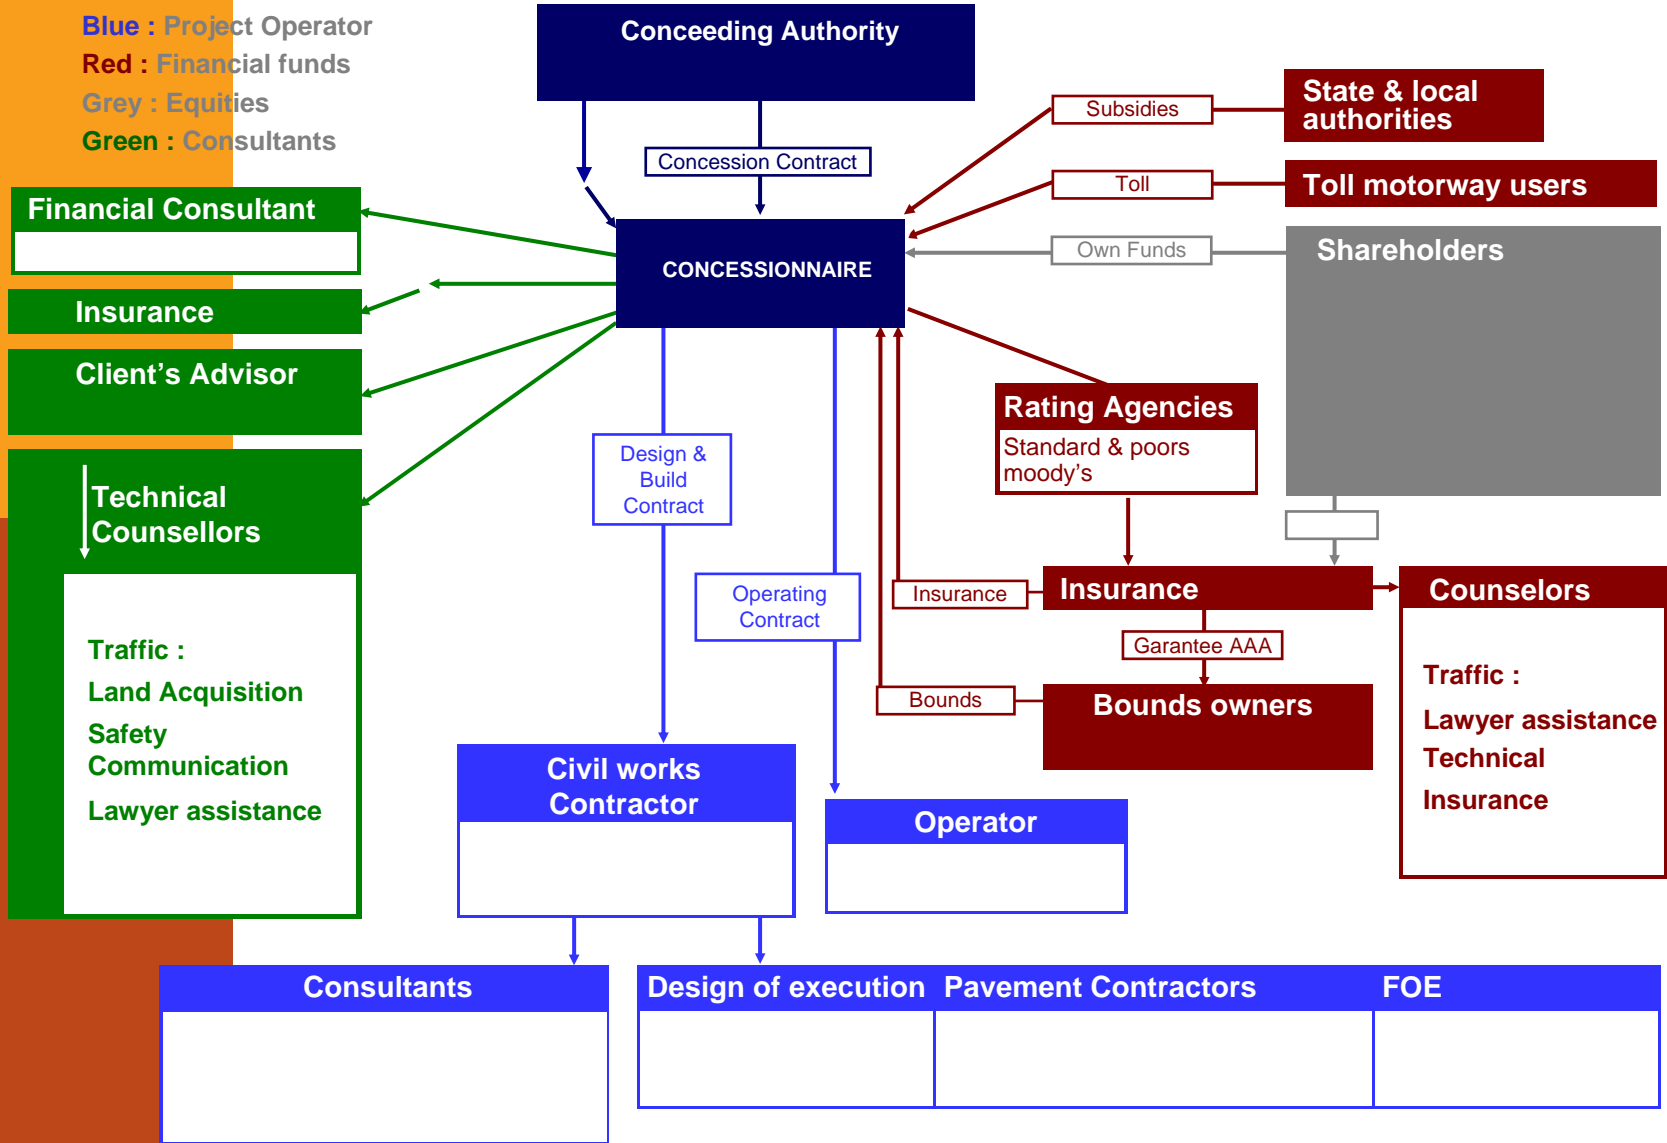 Blue : Project Operator
Red : Financial funds
Grey : Equities
Green : Consultants
Conceeding Authority
Concession Contract
Subsidies
State & local
authorities
Toll
Toll motorway users
Own Funds
Shareholders
CONCESSIONNAIRE
Financial Consultant
Insurance
Client’s Advisor
Technical
Counsellors
Traffic :
Land Acquisition
Safety
Communication
Lawyer assistance
Design &
Build
Contract
Operating
Contract
Rating Agencies
Standard & poors
moody’s
Insurance
Insurance
Garantee AAA
Bounds
Bounds owners
Counselors
Traffic :
Lawyer assistance
Technical
Insurance
Civil works
Contractor
Operator
Consultants
Design of execution
Pavement Contractors
FOE